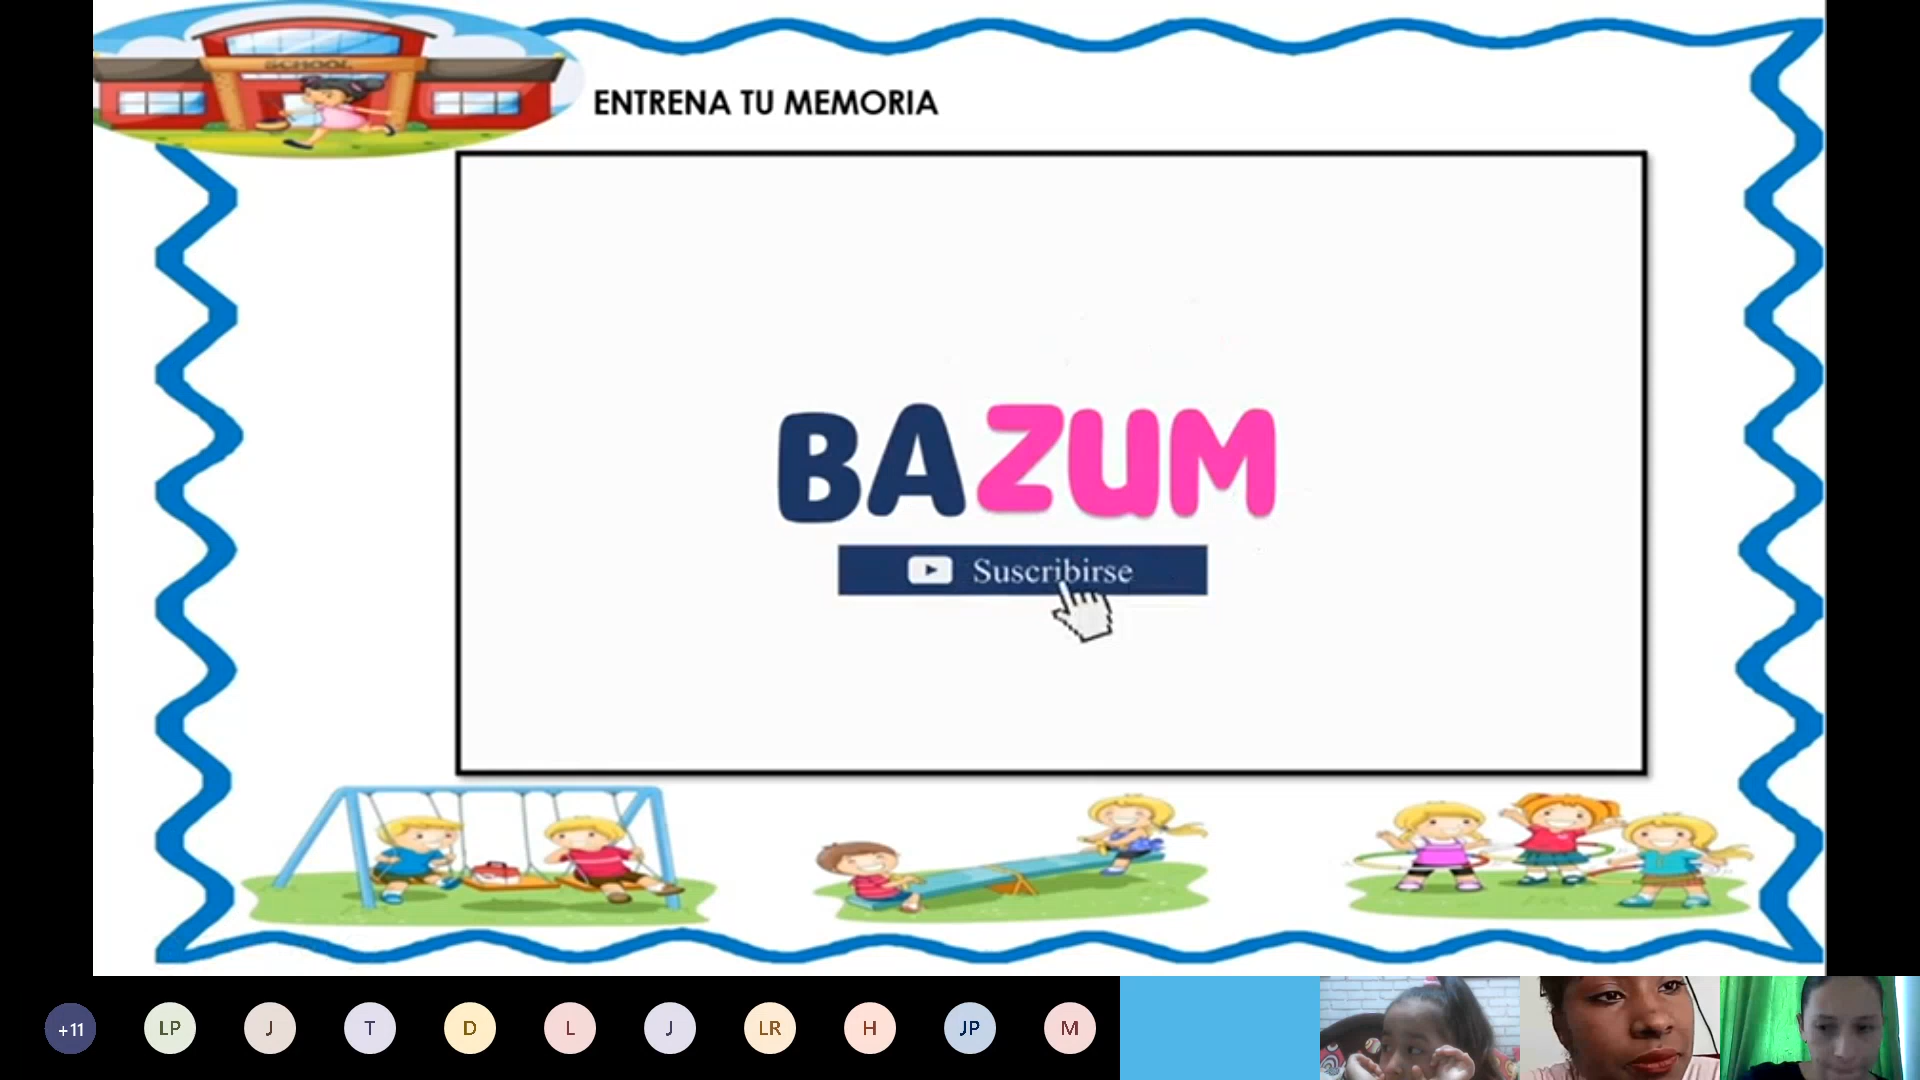 SCHOOL
ENTRENA TU MEMORIA
BAZUM
Suscribirse
+11
LP
J
T
D
L
J
LR
H
JP
M